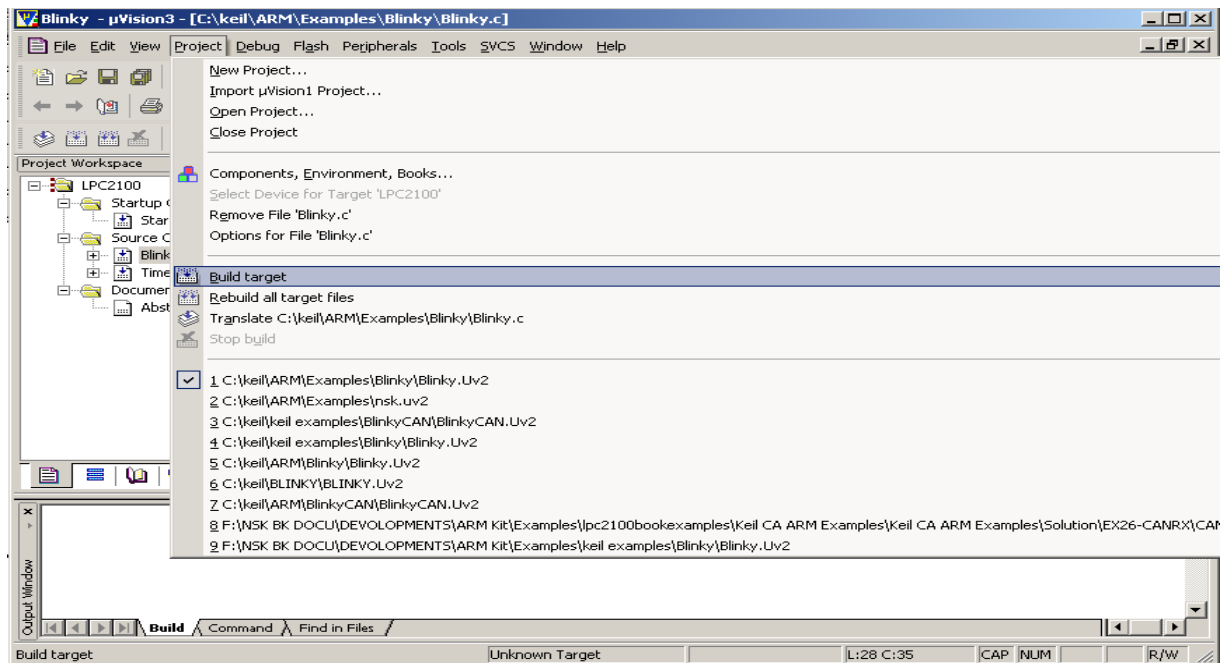 Blinky - µVision3 - [C:\keil\ARM\Examples\Blinky\Blinky.c]
File Edit View Project Debug Flash Peripherals Tools SVCS Window Help
New Project...
Import µVision1 Project...
Open Project...
Close Project
Components, Environment, Books...
Select Device for Target 'LPC2100'
Remove File 'Blinky.c'
Options for File 'Blinky.c'
Build target
Rebuild all target files
Translate C:\keil\ARM\Examples\Blinky\Blinky.c
Stop build
1 C:\keil\ARM\Examples\Blinky\Blinky.Uv2
2 C:\keil\ARM\Examples\nsk.uv2
3 C:\keil\keil examples\BlinkyCAN\BlinkyCAN.Uv2
4 C:\keil\keil examples\Blinky\Blinky.Uv2
5 C:\keil\ARM\Blinky\Blinky.Uv2
6 C:\keil\BLINKY\BLINKY.Uv2
7 C:\keil\ARM\BlinkyCAN\BlinkyCAN.Uv2
8 F:\NSK BK DOCU\DEVOLOPMENTS\ARM Kit\Examples\lpc2100bookexamples\Keil CA ARM Examples\Keil CA ARM Examples\Solution\EX26-CANRX\CAN
9 F:\NSK BK DOCU\DEVOLOPMENTS\ARM Kit\Examples\keil examples\Blinky\Blinky.Uv2
Project Workspace
LPC2100
Startup
Star
Source C
Blink
Time
Documer
Abst
Output Window
Build Command Find in Files
Build target Unknown Target L:28 C:35 CAP NUM R/W